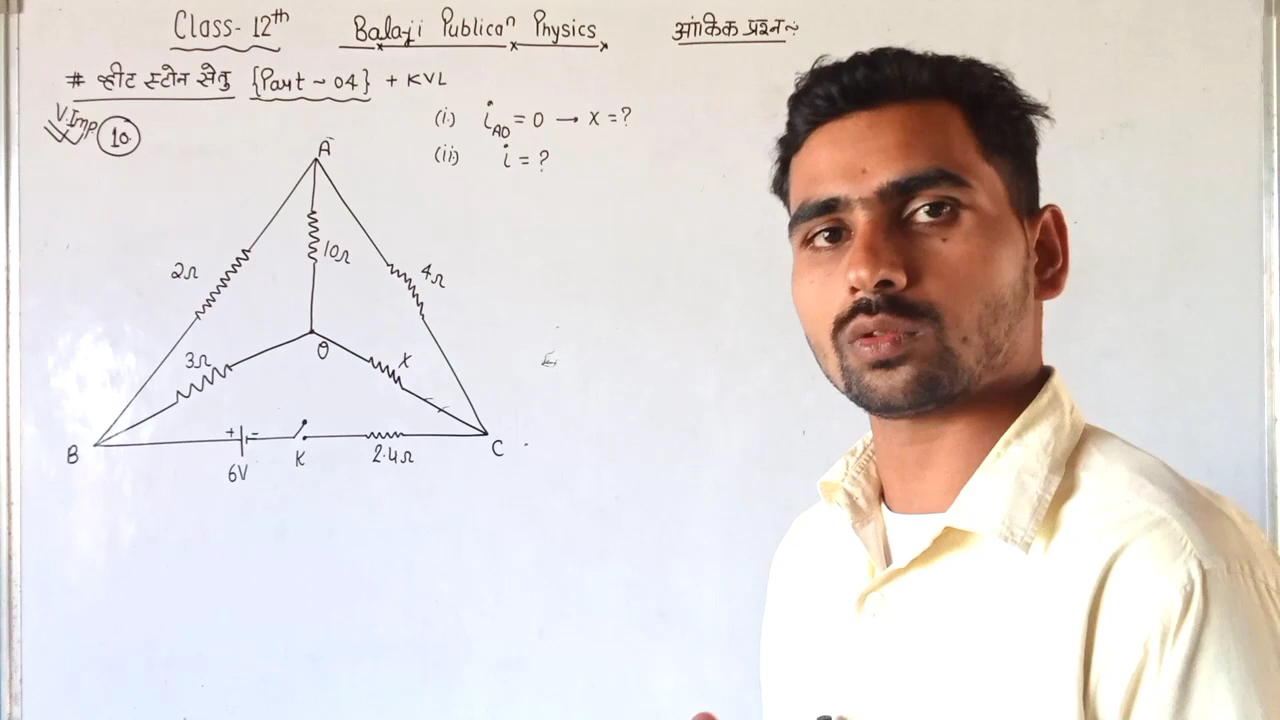 Class- 12th Balaji Publicaⁿ Physics आंकिक प्रश्न~
# व्हीट स्टोन सेतु {Part ~ 04} + KVL
V.Imp 10.
(i.) i_AO = 0 → x = ?
(ii) i = ?
A
2Ω 10Ω 4Ω
3Ω O X
B + - K 2.4Ω C
6V